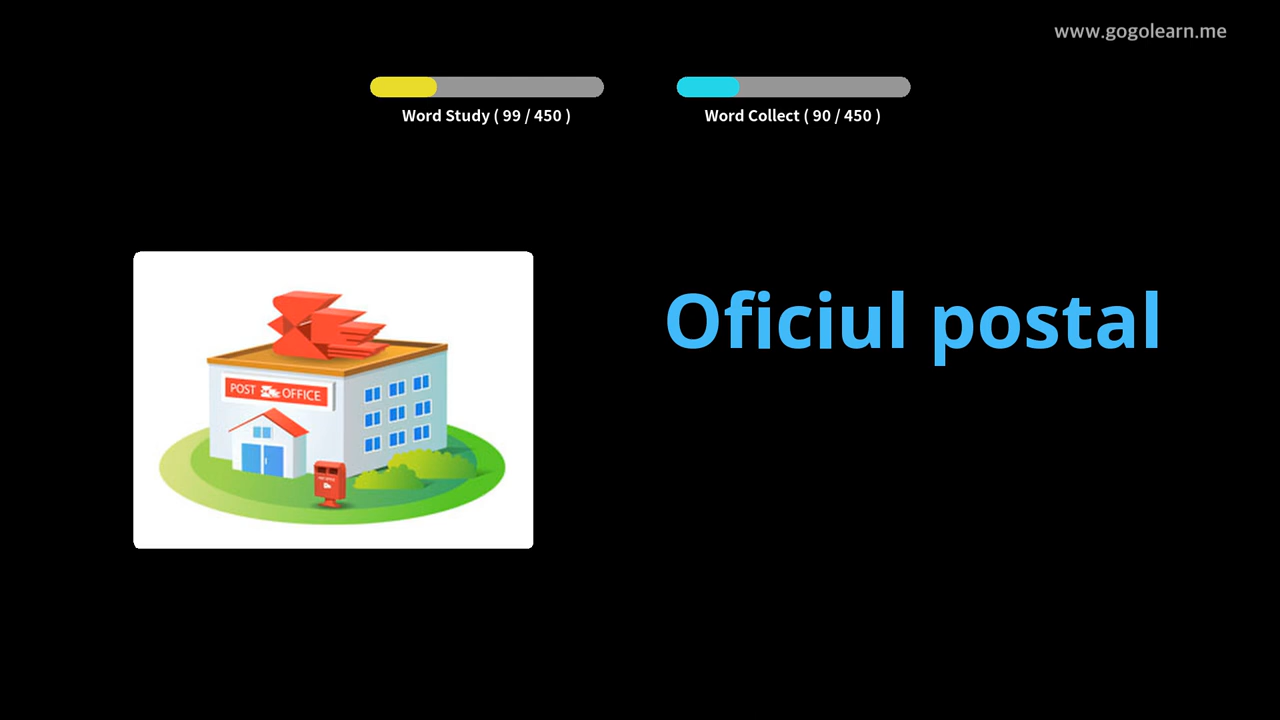 www.gogolearn.me
Word Study ( 99 / 450 )
Word Collect ( 90 / 450 )
Oficiul postal
POST OFFICE